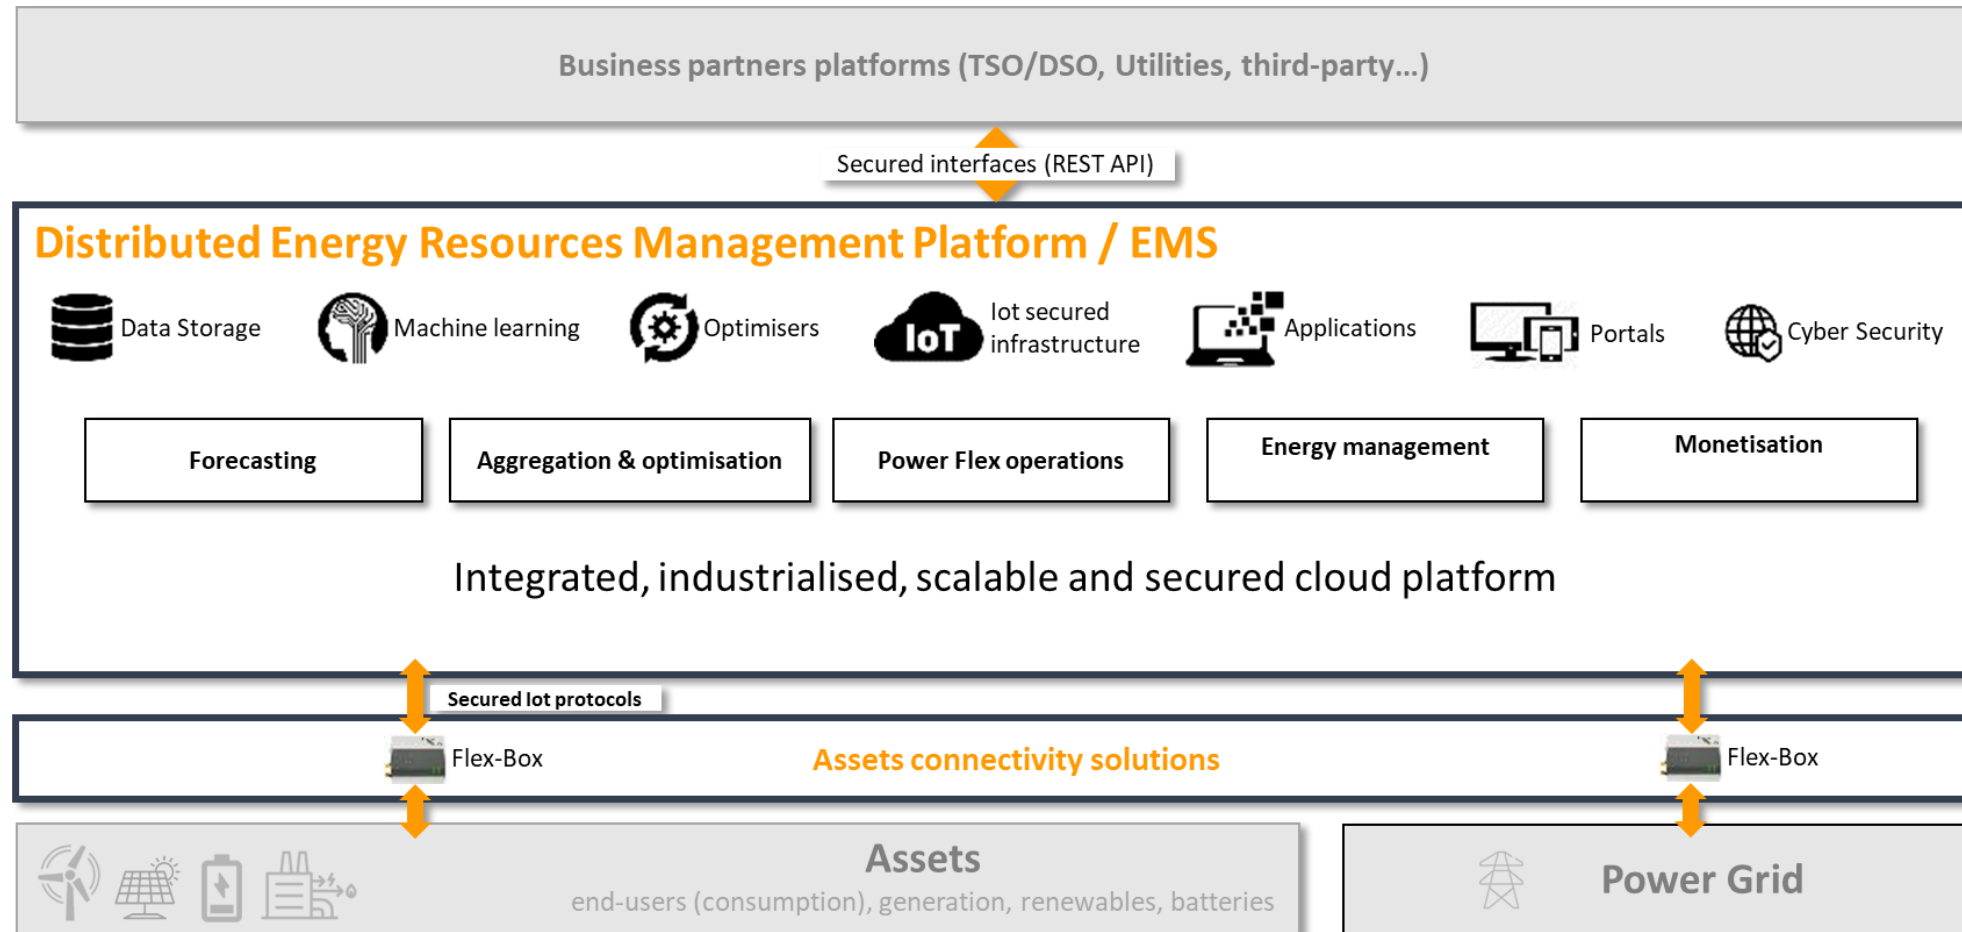 Business partners platforms (TSO/DSO, Utilities, third-party...)
Secured interfaces (REST API)
Distributed Energy Resources Management Platform / EMS
Data Storage
Machine learning
Optimisers
IoT
Iot secured
infrastructure
Applications
Portals
Cyber Security
Forecasting
Aggregation & optimisation
Power Flex operations
Energy management
Monetisation
Integrated, industrialised, scalable and secured cloud platform
Secured Iot protocols
Flex-Box
Assets connectivity solutions
Flex-Box
Assets
end-users (consumption), generation, renewables, batteries
Power Grid